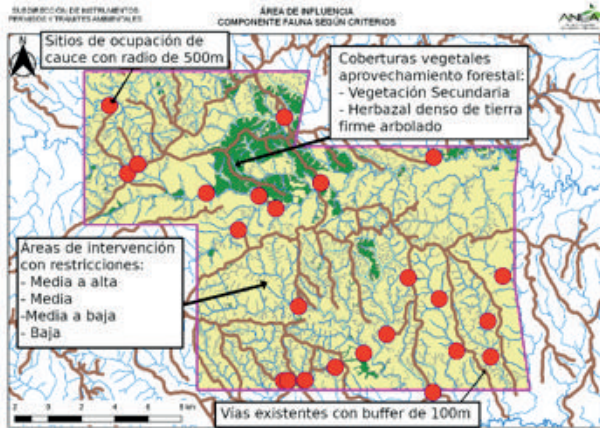 SUBDIRECCIÓN DE INSTRUMENTOS
PERMISOS Y TRÁMITES AMBIENTALES
ÁREA DE INFLUENCIA
COMPONENTE FAUNA SEGÚN CRITERIOS
ANLA
Sitios de ocupación de
cauce con radio de 500m
Coberturas vegetales
aprovechamiento forestal:
- Vegetación Secundaria
- Herbazal denso de tierra
firme arbolado
Áreas de intervención
con restricciones:
- Media a alta
- Media
-Media a baja
- Baja
Vías existentes con buffer de 100m
2 0 2 4 6 8 km